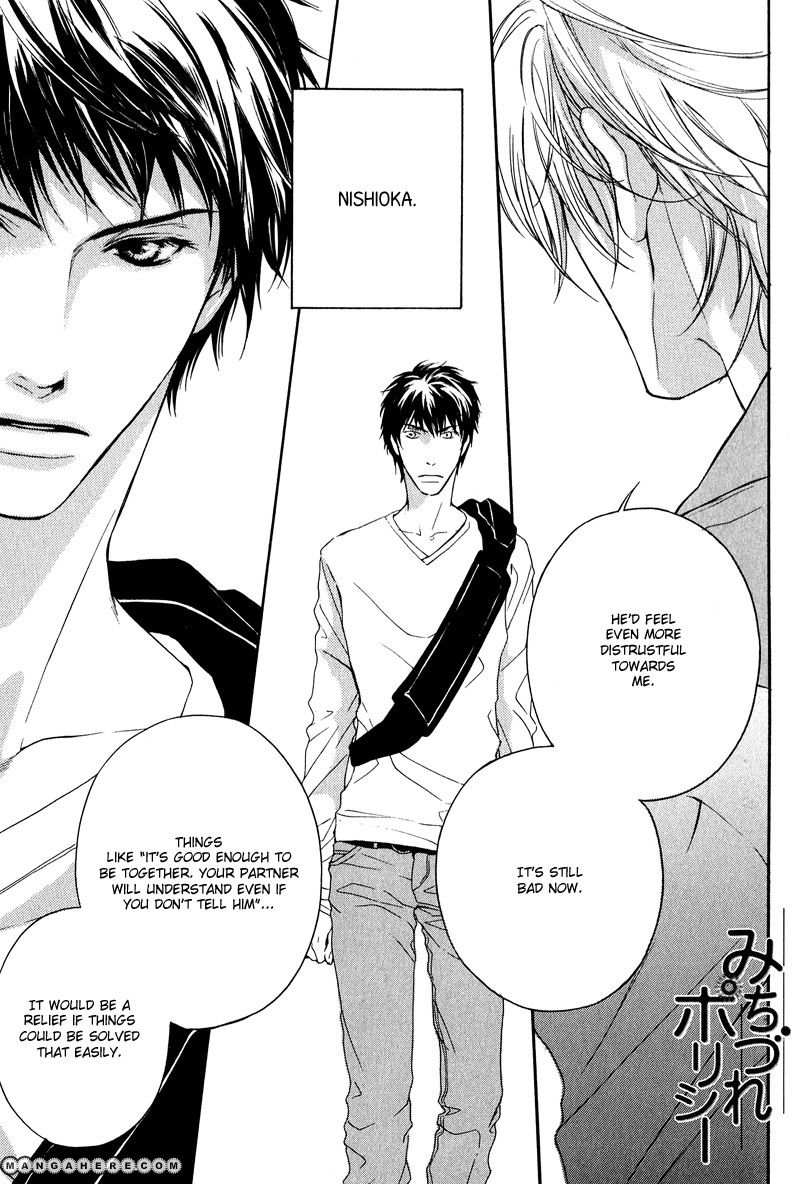 NISHIOKA.
HE'D FEEL
EVEN MORE
DISTRUSTFUL
TOWARDS
ME.
IT'S STILL
BAD NOW.
THINGS
LIKE "IT'S GOOD ENOUGH TO
BE TOGETHER. YOUR PARTNER
WILL UNDERSTAND EVEN IF
YOU DON'T TELL HIM"...
IT WOULD BE A
RELIEF IF THINGS
COULD BE SOLVED
THAT EASILY.
みちづれ
ポリシー
MANGAHERE.COM